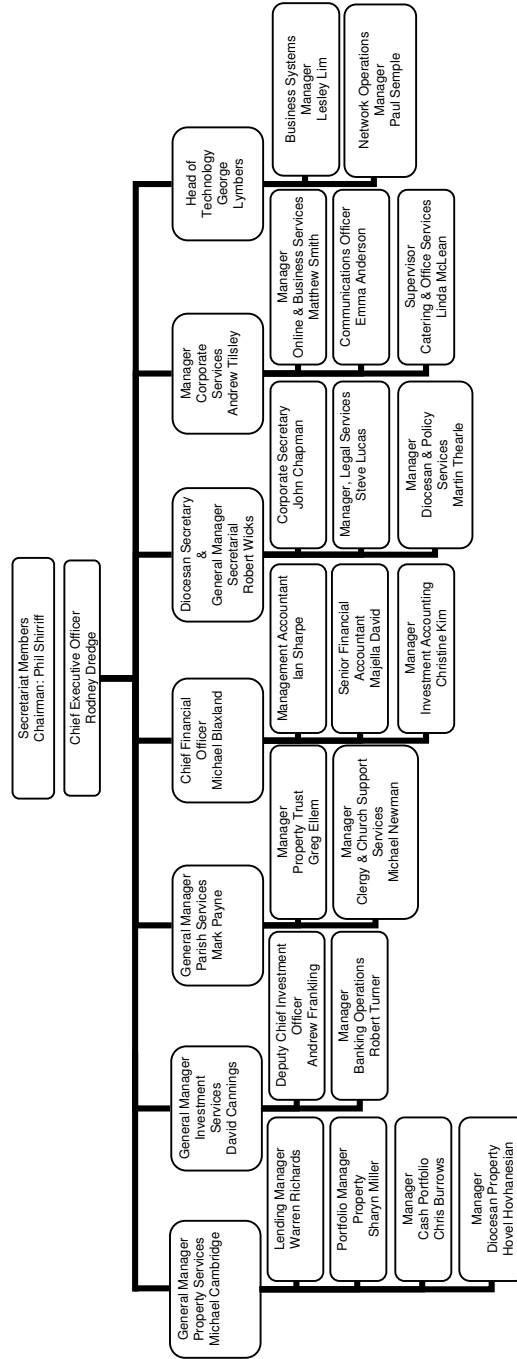 Secretariat Members
Chairman: Phil Shirriff
Chief Executive Officer
Rodney Dredge
General Manager
Property Services
Michael Cambridge
Lending Manager
Warren Richards
Portfolio Manager
Property
Sharyn Miller
Manager
Cash Portfolio
Chris Burrows
Manager
Diocesan Property
Hovel Hovhanesian
General Manager
Investment
Services
David Cannings
Deputy Chief Investment
Officer
Andrew Frankling
Manager
Banking Operations
Robert Turner
General Manager
Parish Services
Mark Payne
Manager
Property Trust
Greg Ellem
Manager
Clergy & Church Support
Services
Michael Newman
Chief Financial
Officer
Michael Blaxland
Management Accountant
Ian Sharpe
Senior Financial
Accountant
Majella David
Manager
Investment Accounting
Christine Kim
Diocesan Secretary
&
General Manager
Secretarial
Robert Wicks
Corporate Secretary
John Chapman
Manager, Legal Services
Steve Lucas
Manager
Diocesan & Policy
Services
Martin Thearle
Manager
Corporate
Services
Andrew Tilsley
Manager
Online & Business Services
Matthew Smith
Communications Officer
Emma Anderson
Supervisor
Catering & Office Services
Linda McLean
Head of
Technology
George
Lymbers
Business Systems
Manager
Lesley Lim
Network Operations
Manager
Paul Semple